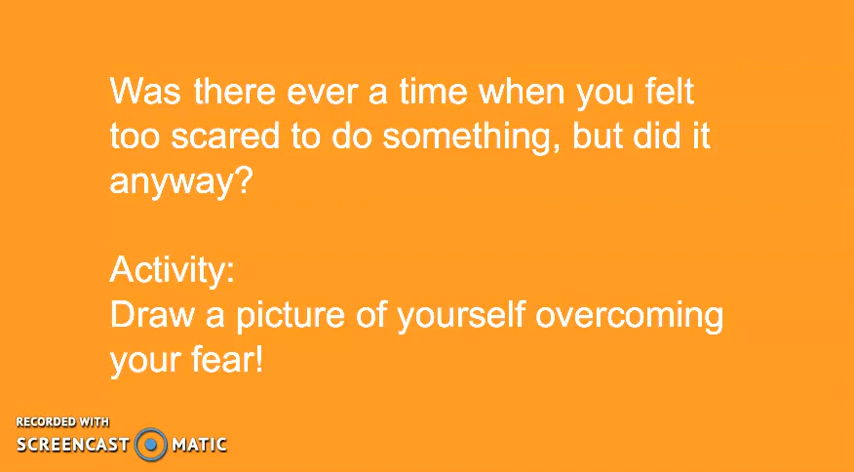 Was there ever a time when you felt
too scared to do something, but did it
anyway?
Activity:
Draw a picture of yourself overcoming
your fear!
RECORDED WITH
SCREENCAST MATIC